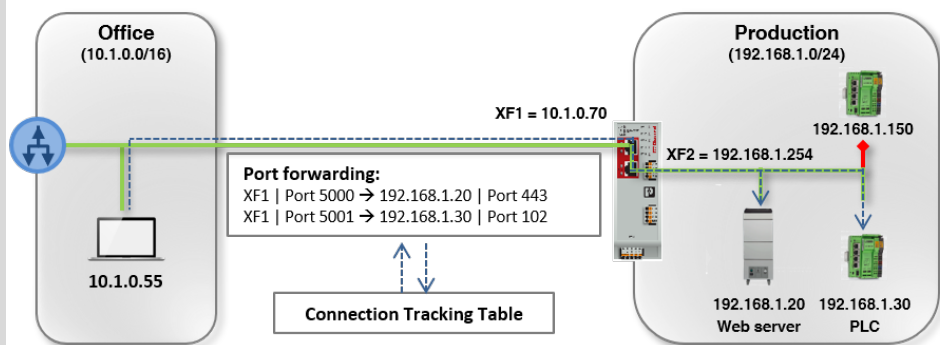 Office
(10.1.0.0/16)
Production
(192.168.1.0/24)
XF1 = 10.1.0.70
192.168.1.150
XF2 = 192.168.1.254
Port forwarding:
XF1 | Port 5000 → 192.168.1.20 | Port 443
XF1 | Port 5001 → 192.168.1.30 | Port 102
10.1.0.55
Connection Tracking Table
192.168.1.20
Web server
192.168.1.30
PLC